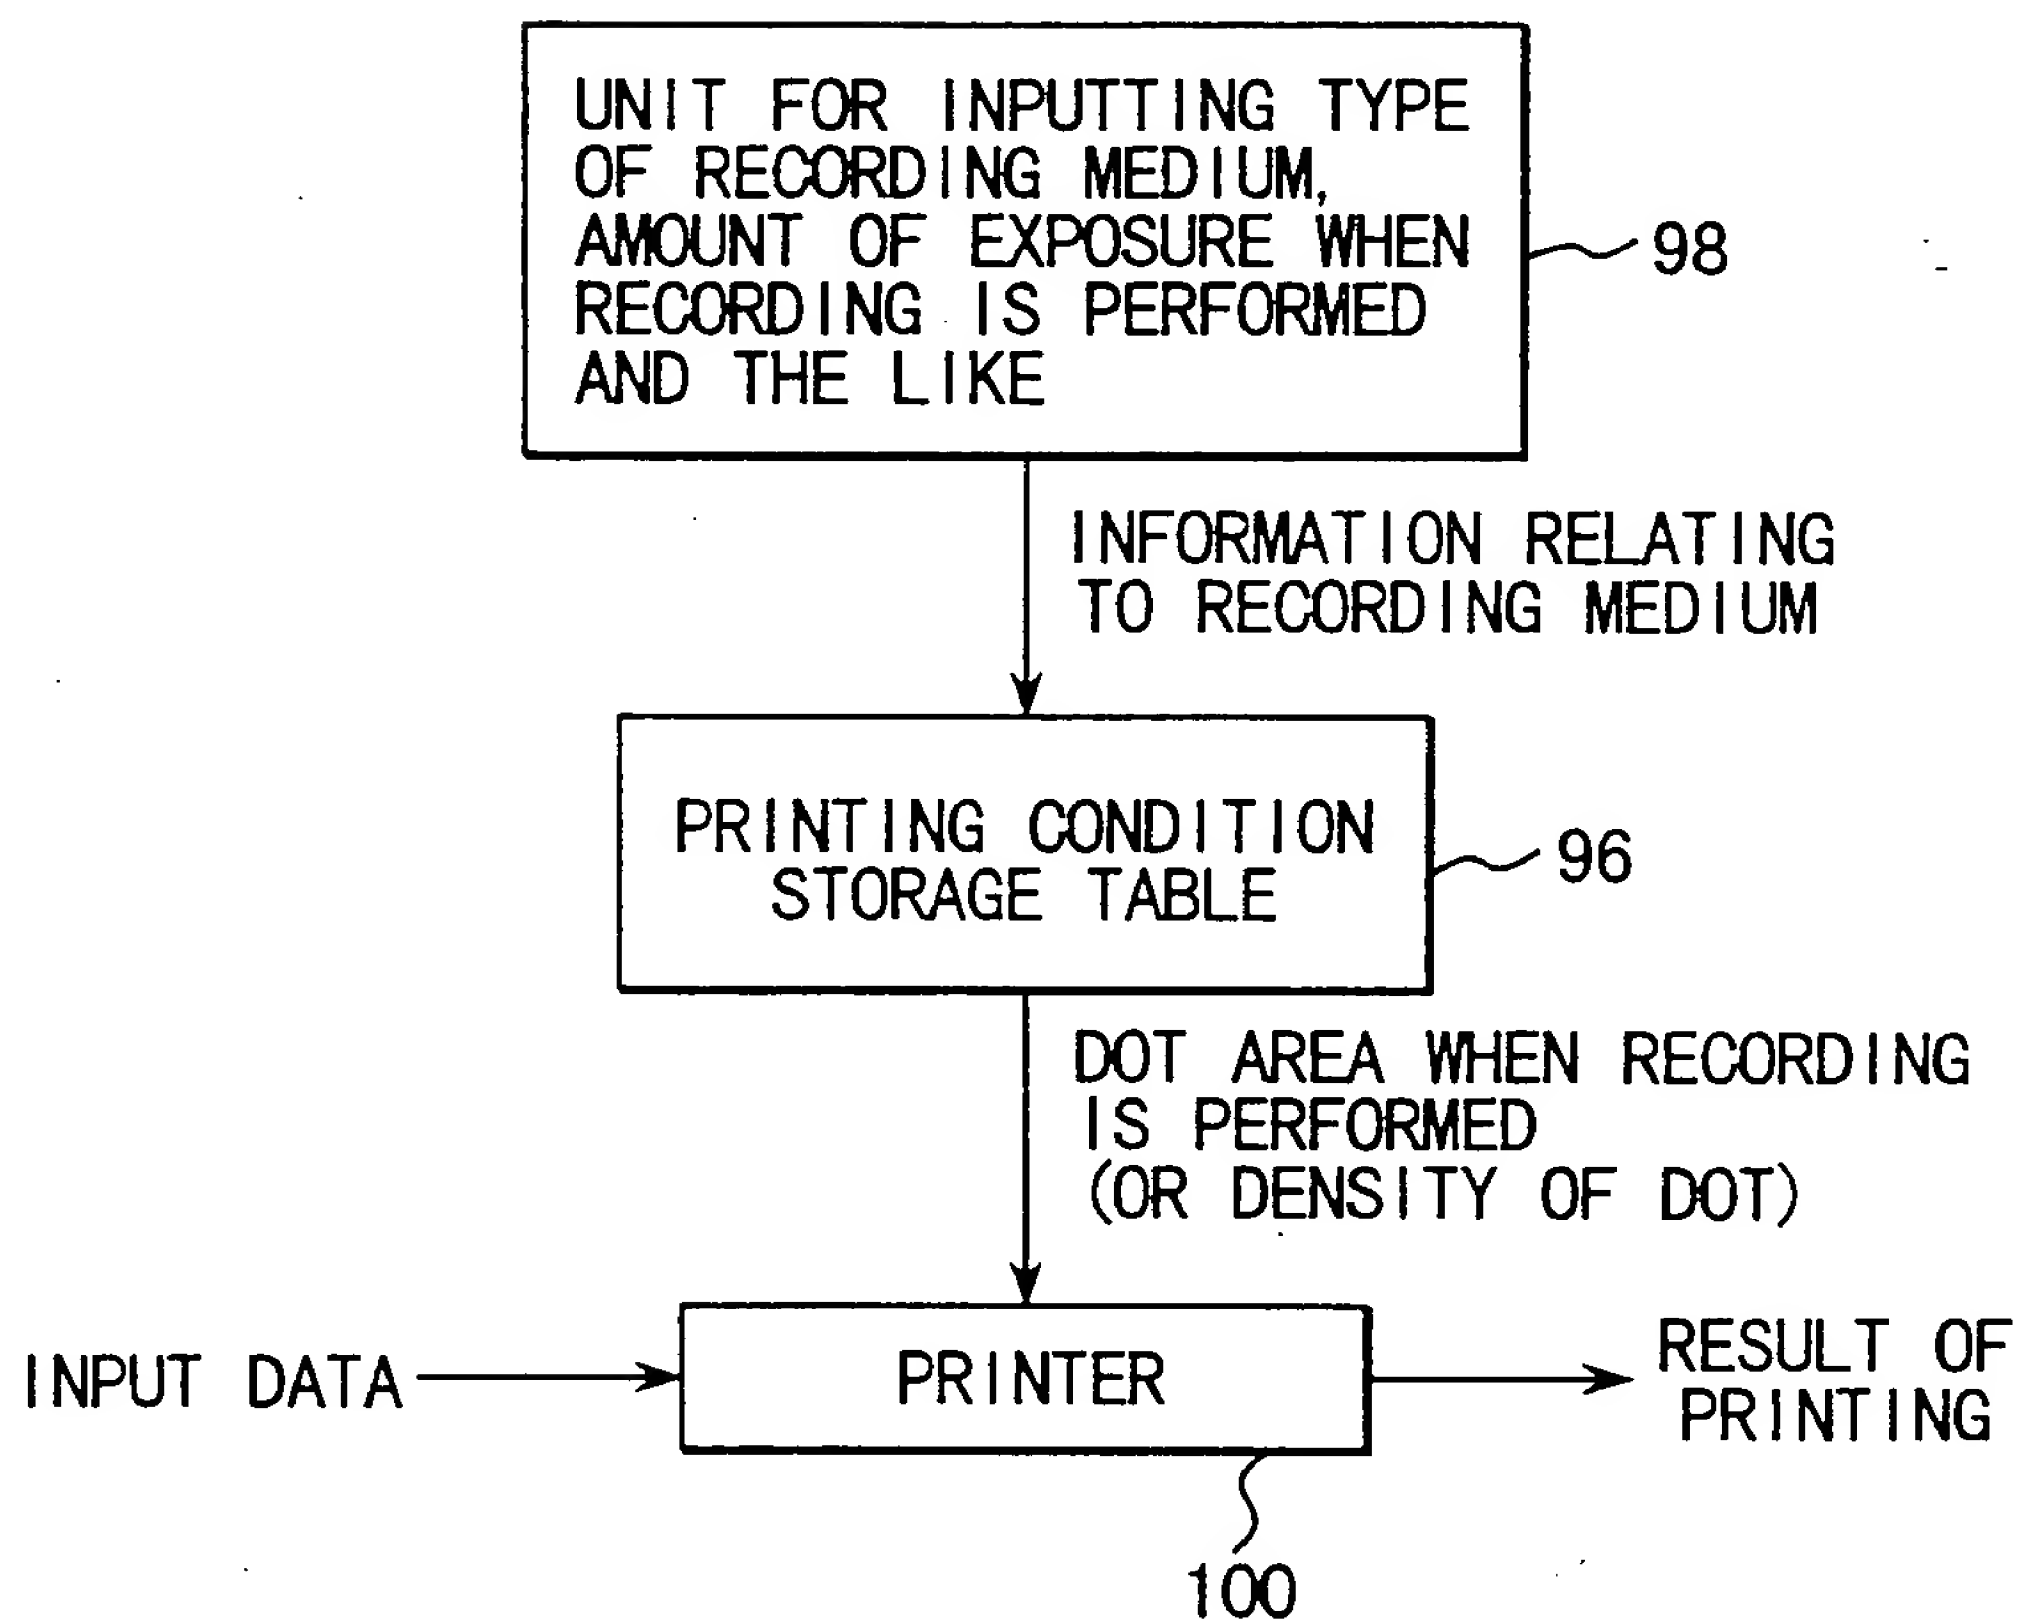 UNIT FOR INPUTTING TYPE
OF RECORDING MEDIUM,
AMOUNT OF EXPOSURE WHEN
RECORDING IS PERFORMED
AND THE LIKE
98
INFORMATION RELATING
TO RECORDING MEDIUM
PRINTING CONDITION
STORAGE TABLE
96
DOT AREA WHEN RECORDING
IS PERFORMED
(OR DENSITY OF DOT)
INPUT DATA
PRINTER
RESULT OF
PRINTING
100